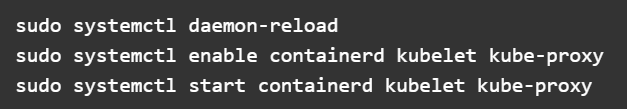 sudo systemctl daemon-reload
sudo systemctl enable containerd kubelet kube-proxy
sudo systemctl start containerd kubelet kube-proxy